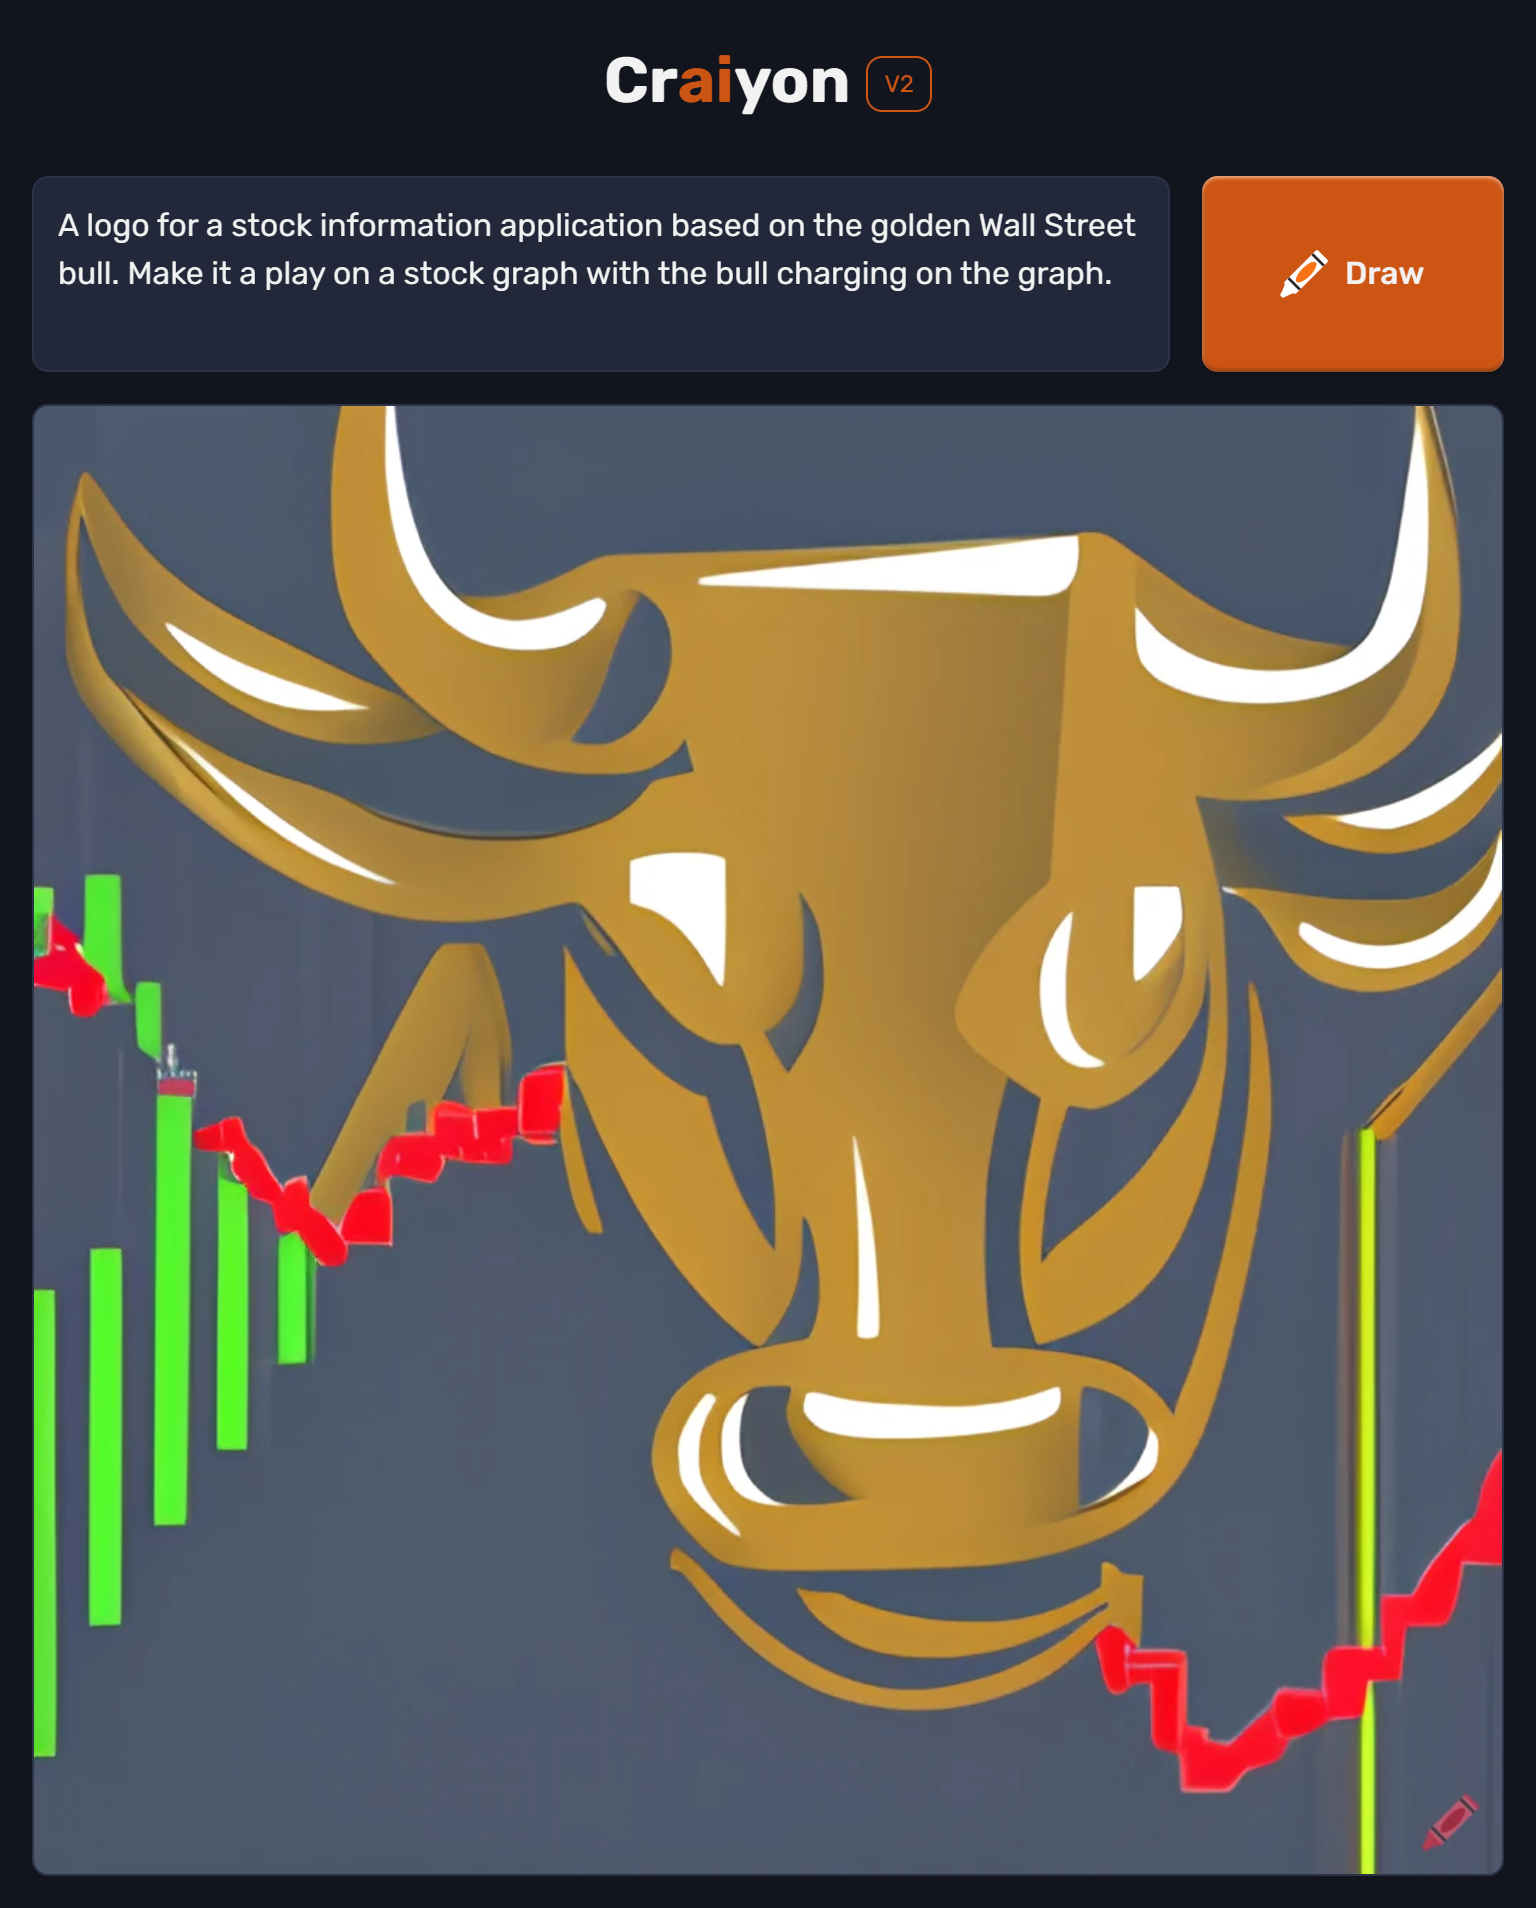 Craiyon V2
A logo for a stock information application based on the golden Wall Street
bull. Make it a play on a stock graph with the bull charging on the graph.
Draw